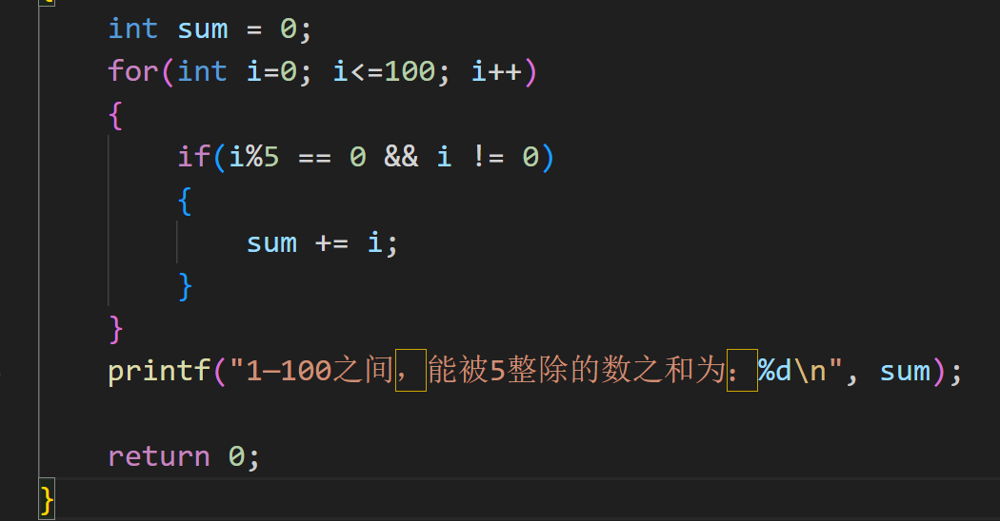 {
int sum = 0;
for(int i=0; i<=100; i++)
{
if(i%5 == 0 && i != 0)
{
sum += i;
}
}
printf("1—100之间，能被5整除的数之和为：%d\n", sum);
return 0;
}